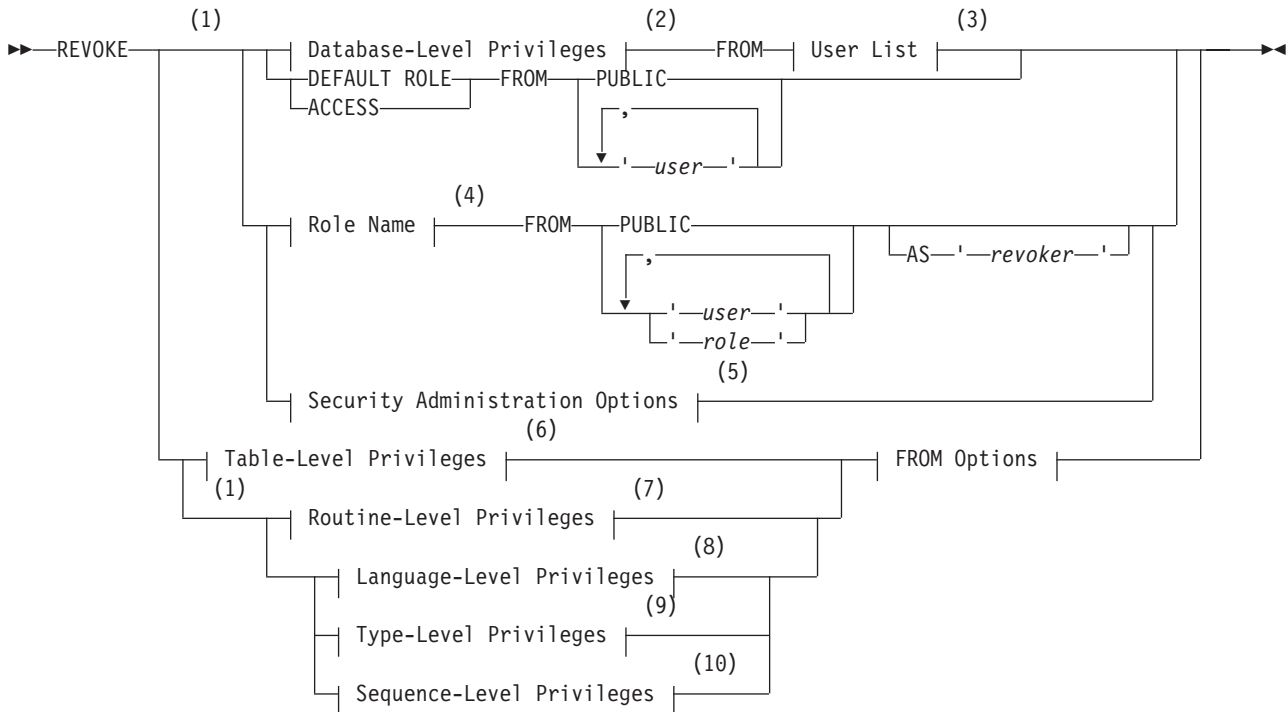 (1) (2) (3)
REVOKE Database-Level Privileges FROM User List
DEFAULT ROLE FROM PUBLIC
ACCESS ,
' user '
(4)
Role Name FROM PUBLIC
, AS ' revoker '
' user '
' role '
(5)
Security Administration Options
(6)
Table-Level Privileges FROM Options
(1) (7)
Routine-Level Privileges
(8)
Language-Level Privileges
(9)
Type-Level Privileges
(10)
Sequence-Level Privileges